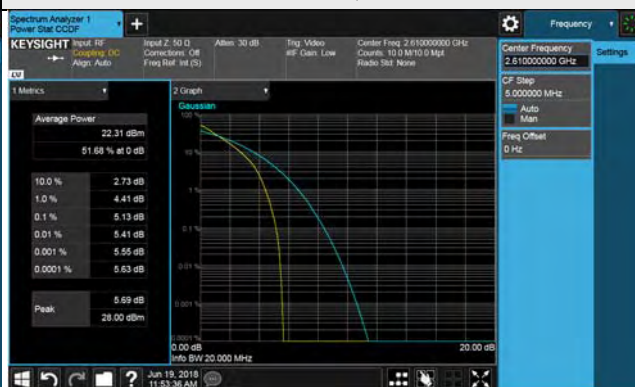 Spectrum Analyzer 1
Power Stat CCDF
Frequency
KEYSIGHT
Input: RF
Coupling: DC
Align: Auto
Input Z: 50 Ω
Corrections: Off
Freq Ref: Int (S)
Atten: 30 dB
Trig: Video
#IF Gain: Low
Center Freq: 2.610000000 GHz
Counts: 10.0 M/10.0 Mpt
Radio Std: None
Center Frequency
2.610000000 GHz
Settings
CF Step
5.000000 MHz
Auto
Man
Freq Offset
0 Hz
1 Metrics
Average Power
22.31 dBm
51.68 % at 0 dB
10.0 % 2.73 dB
1.0 % 4.41 dB
0.1 % 5.13 dB
0.01 % 5.41 dB
0.001 % 5.55 dB
0.0001 % 5.63 dB
Peak
5.69 dB
28.00 dBm
2 Graph
Gaussian
100 %
10 %
1 %
0.1 %
0.01 %
0.001 %
0.0001 %
0.00 dB
20.00 dB
Info BW 20.000 MHz
Jun 19, 2018
11:53:36 AM